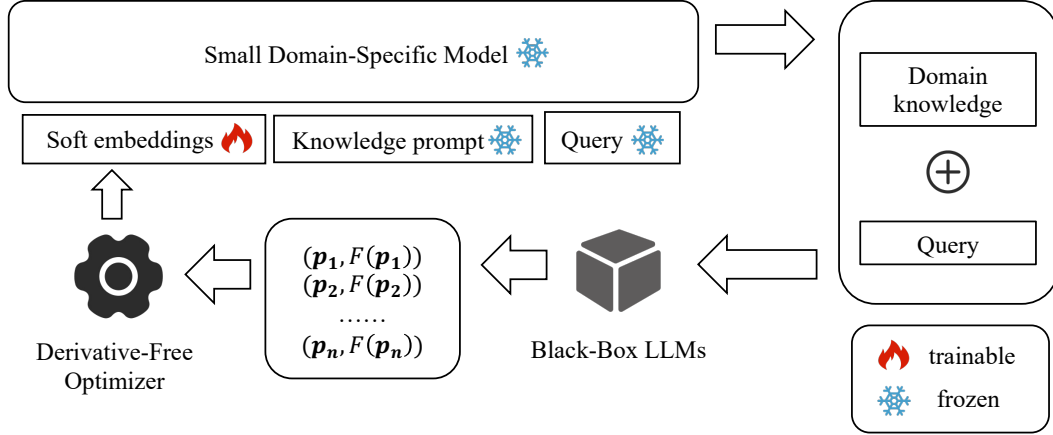 Small Domain-Specific Model
Domain
knowledge
Soft embeddings
Knowledge prompt
Query
Query
(p₁, F(p₁))
(p₂, F(p₂))
……
(pₙ, F(pₙ))
Derivative-Free
Optimizer
Black-Box LLMs
trainable
frozen